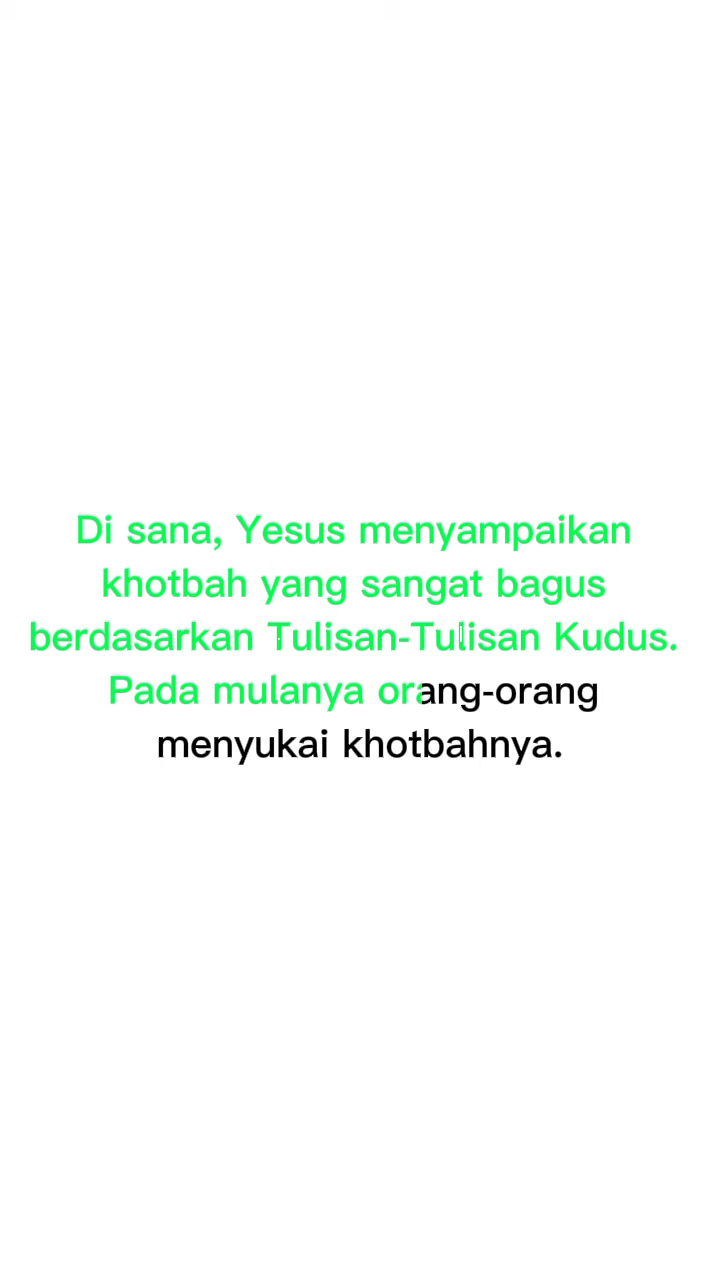 Di sana, Yesus menyampaikan
khotbah yang sangat bagus
berdasarkan Tulisan-Tulisan Kudus.
Pada mulanya orang-orang
menyukai khotbahnya.